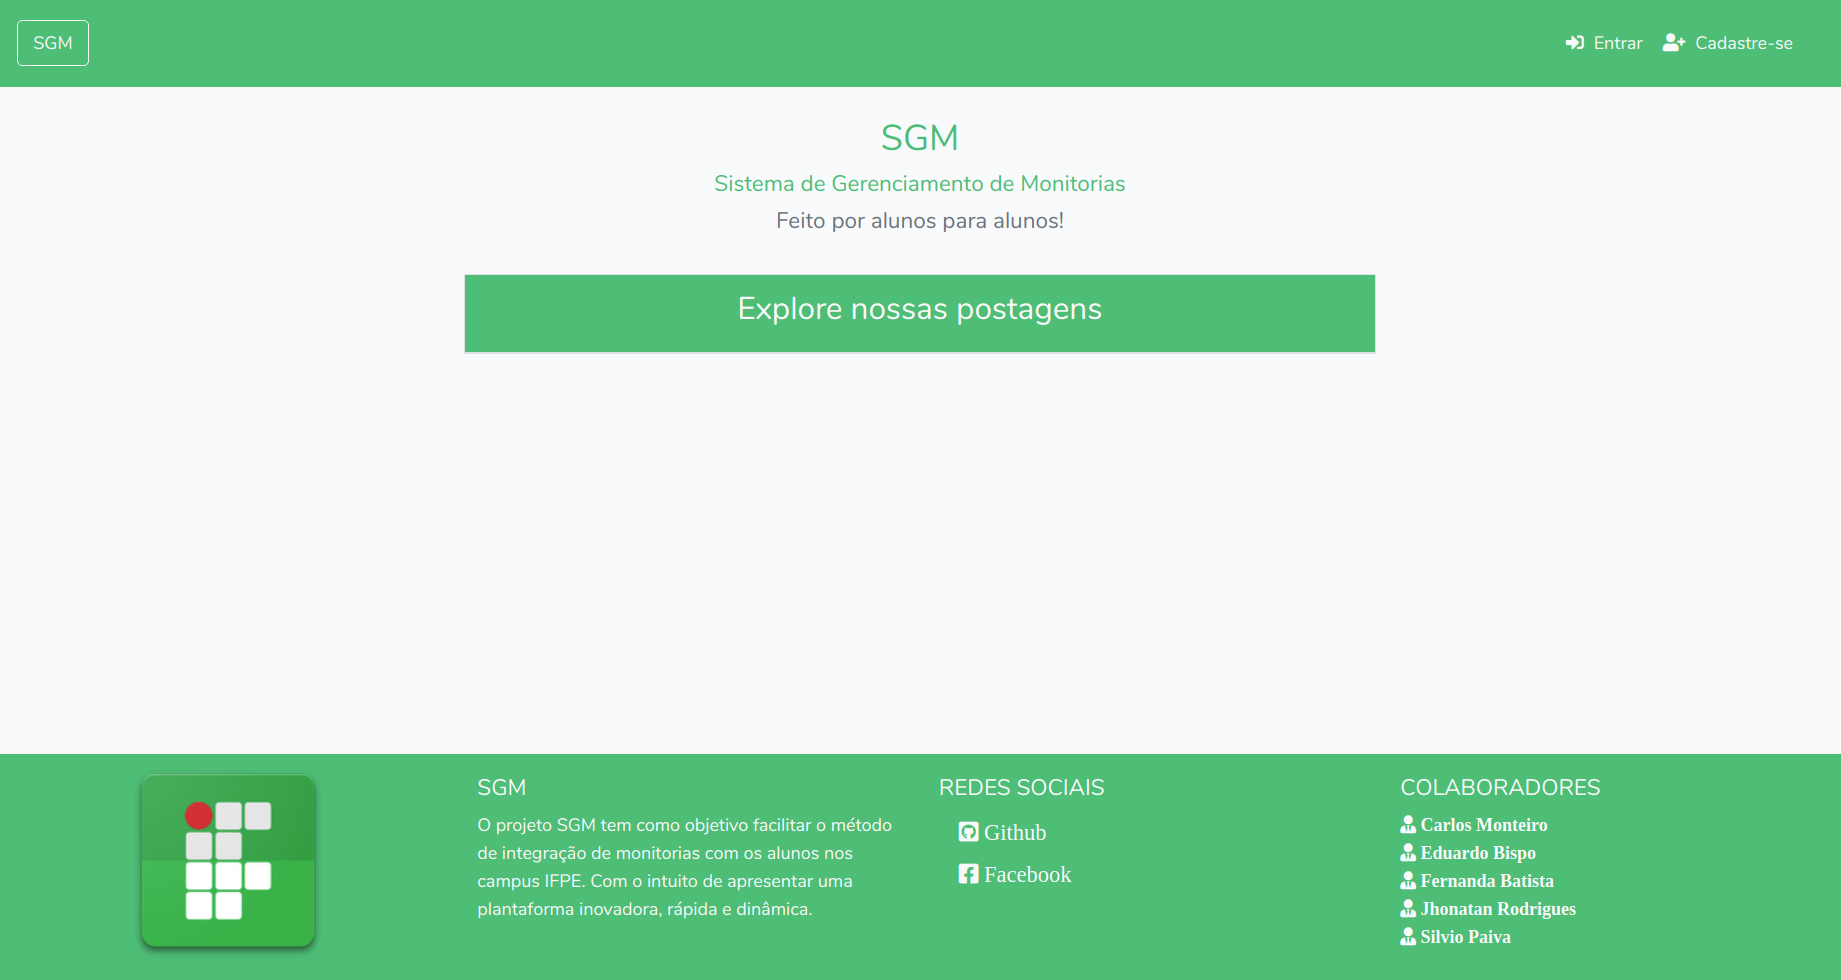 SGM
Entrar
Cadastre-se
SGM
Sistema de Gerenciamento de Monitorias
Feito por alunos para alunos!
Explore nossas postagens
SGM
O projeto SGM tem como objetivo facilitar o método
de integração de monitorias com os alunos nos
campus IFPE. Com o intuito de apresentar uma
plantaforma inovadora, rápida e dinâmica.
REDES SOCIAIS
Github
Facebook
COLABORADORES
Carlos Monteiro
Eduardo Bispo
Fernanda Batista
Jhonatan Rodrigues
Silvio Paiva